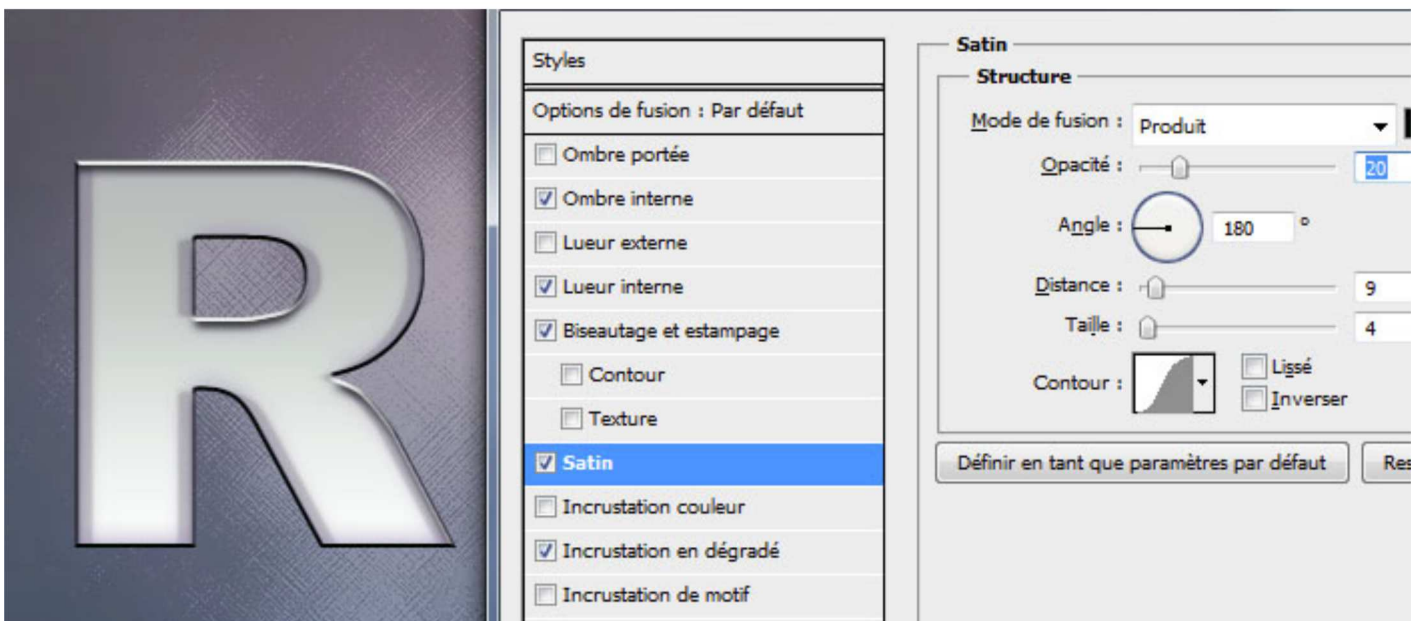 R
Styles
Options de fusion : Par défaut
Ombre portée
Ombre interne
Lueur externe
Lueur interne
Biseautage et estampage
Contour
Texture
Satin
Incrustation couleur
Incrustation en dégradé
Incrustation de motif
Satin
Structure
Mode de fusion : Produit
Opacité : 20
Angle : 180 °
Distance : 9
Taille : 4
Contour : Lissé
Inverser
Définir en tant que paramètres par défaut